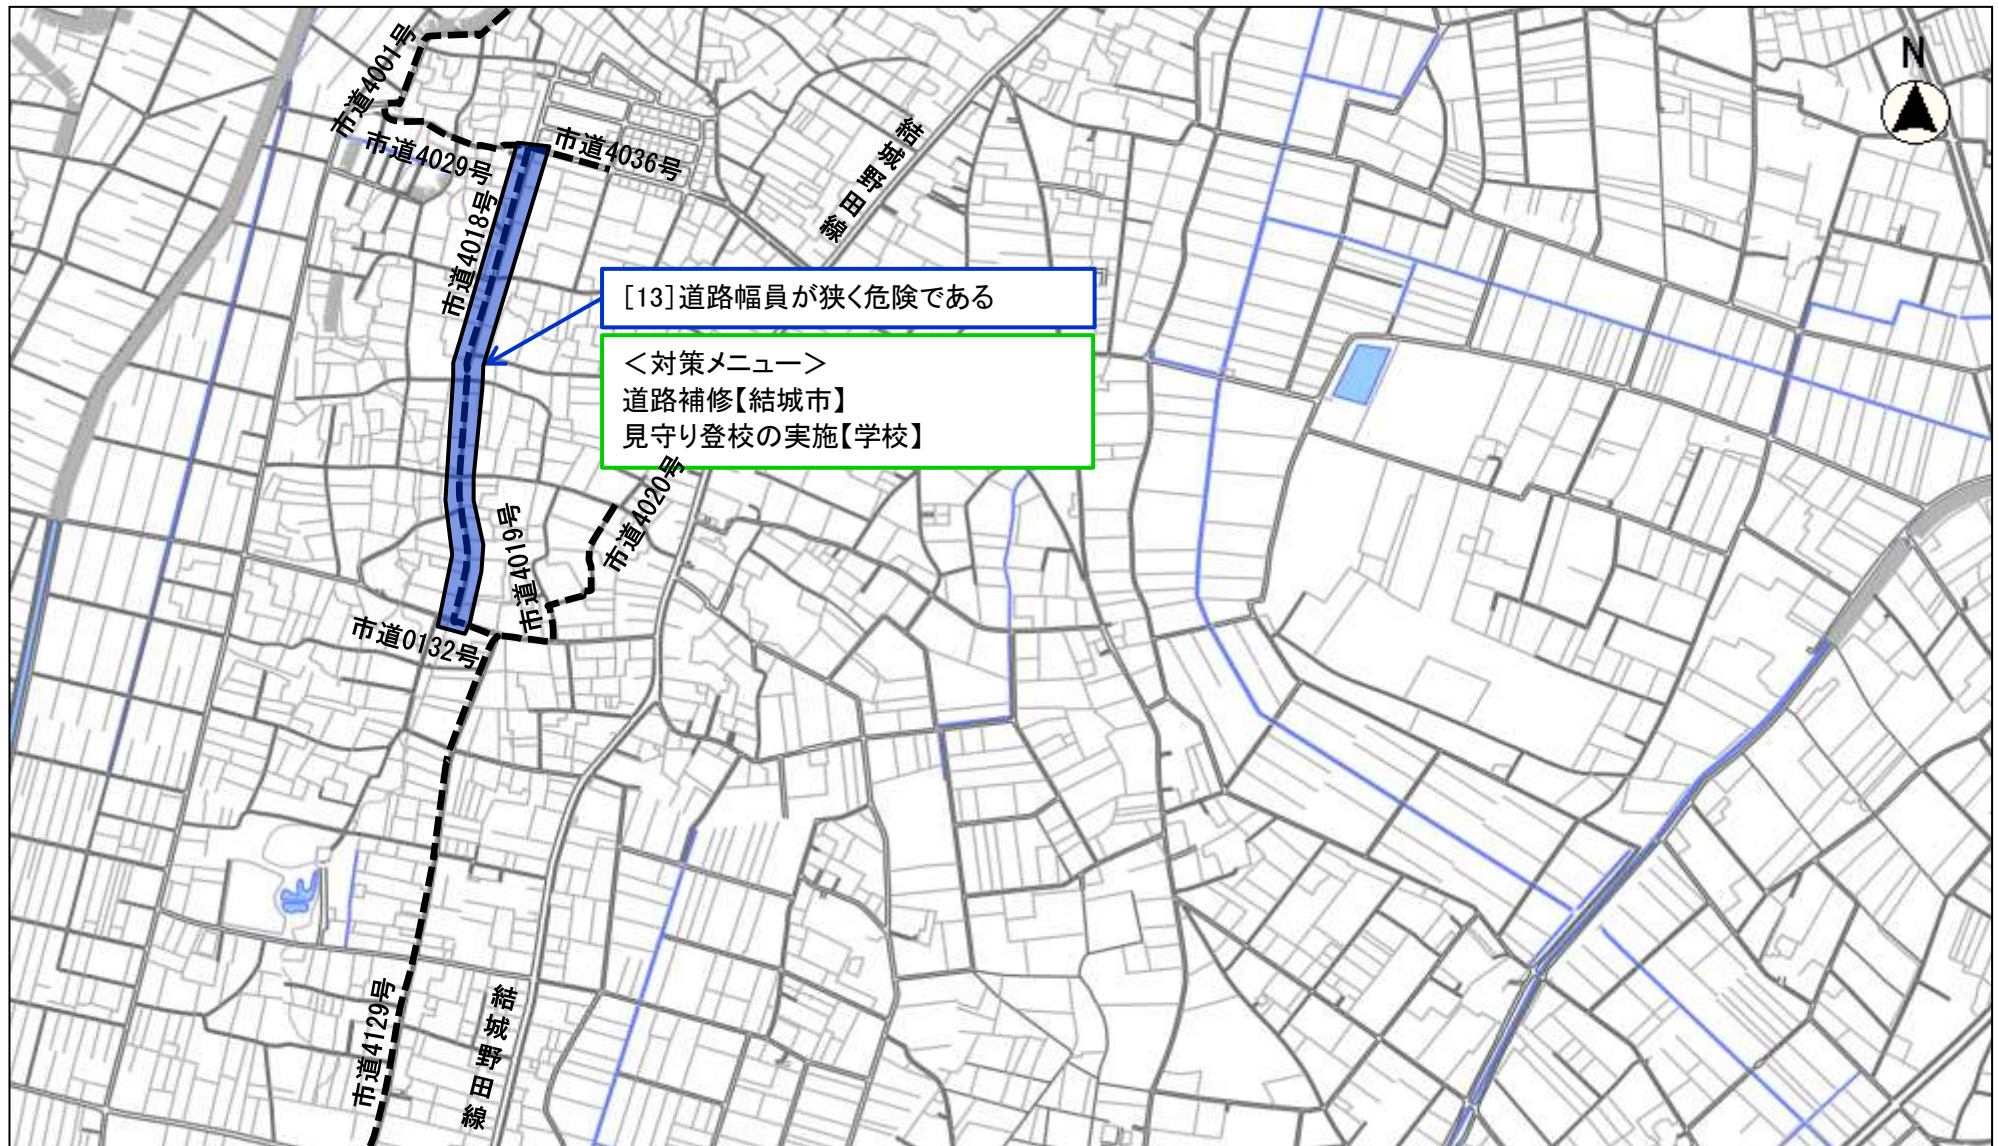 市道4001号
N
市道4029号
市道4036号
結城野田線
市道4018号
[13]道路幅員が狭く危険である
＜対策メニュー＞
道路補修【結城市】
見守り登校の実施【学校】
市道4020号
市道4019号
市道0132号
市道4129号
結城野田線